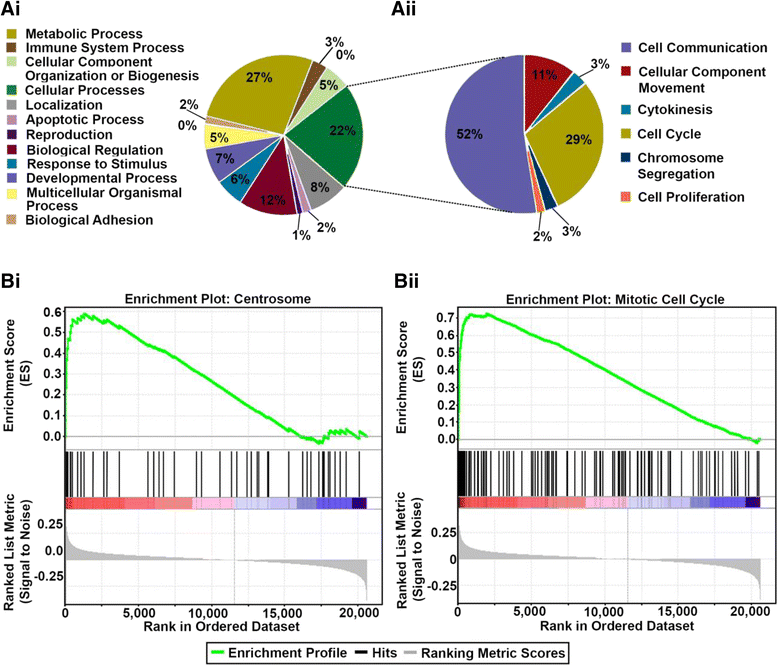 Ai
Metabolic Process
Immune System Process
Cellular Component
Organization or Biogenesis
Cellular Processes
Localization
Apoptotic Process
Reproduction
Biological Regulation
Response to Stimulus
Developmental Process
Multicellular Organismal
Process
Biological Adhesion
27%
3%
0%
5%
22%
8%
2%
1%
12%
6%
7%
5%
0%
2%
Aii
52%
11%
3%
29%
3%
2%
Cell Communication
Cellular Component
Movement
Cytokinesis
Cell Cycle
Chromosome
Segregation
Cell Proliferation
Bi
Enrichment Plot: Centrosome
Enrichment Score
(ES)
0.6
0.5
0.4
0.3
0.2
0.1
0.0
Ranked List Metric
(Signal to Noise)
0.25
0.0
-0.25
0
5,000
10,000
15,000
20,000
Rank in Ordered Dataset
Bii
Enrichment Plot: Mitotic Cell Cycle
Enrichment Score
(ES)
0.7
0.6
0.5
0.4
0.3
0.2
0.1
0.0
Ranked List Metric
(Signal to Noise)
0.25
0
-0.25
0
5,000
10,000
15,000
20,000
Rank in Ordered Dataset
Enrichment Profile
Hits
Ranking Metric Scores